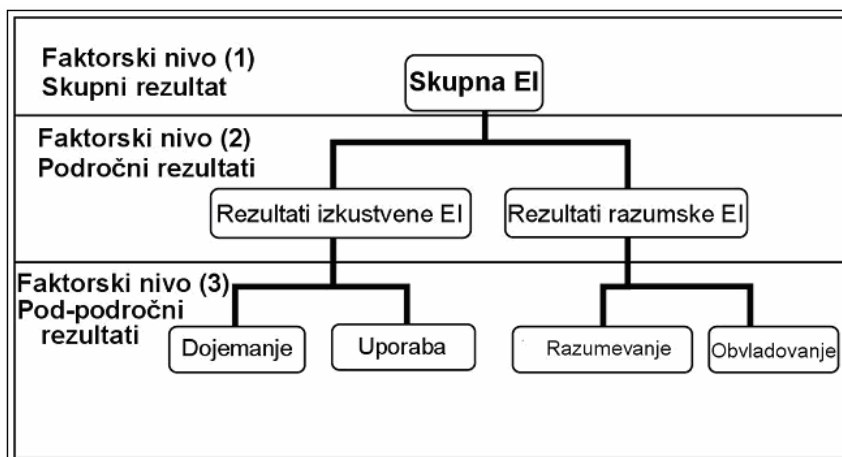 Faktorski nivo (1)
Skupni rezultat
Skupna EI
Faktorski nivo (2)
Področni rezultati
Rezultati izkustvene EI
Rezultati razumske EI
Faktorski nivo (3)
Pod-področni
rezultati
Dojemanje
Uporaba
Razumevanje
Obvladovanje